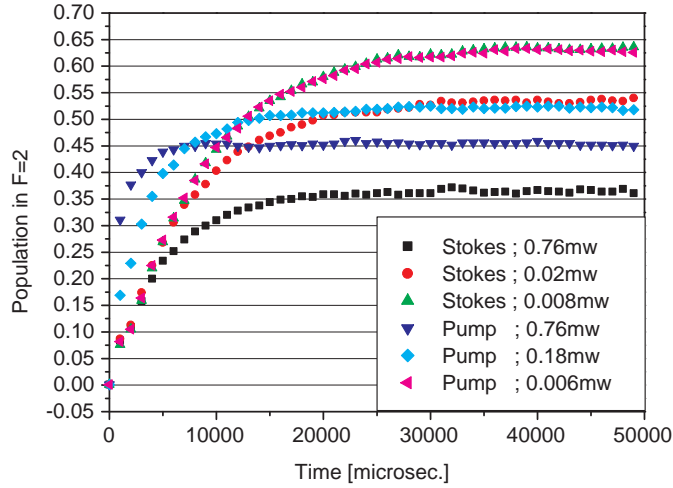 0.70
0.65
0.60
0.55
0.50
0.45
0.40
0.35
0.30
0.25
0.20
0.15
0.10
0.05
0.00
-0.05
Population in F=2
Stokes ; 0.76mw
Stokes ; 0.02mw
Stokes ; 0.008mw
Pump ; 0.76mw
Pump ; 0.18mw
Pump ; 0.006mw
0 10000 20000 30000 40000 50000
Time [microsec.]